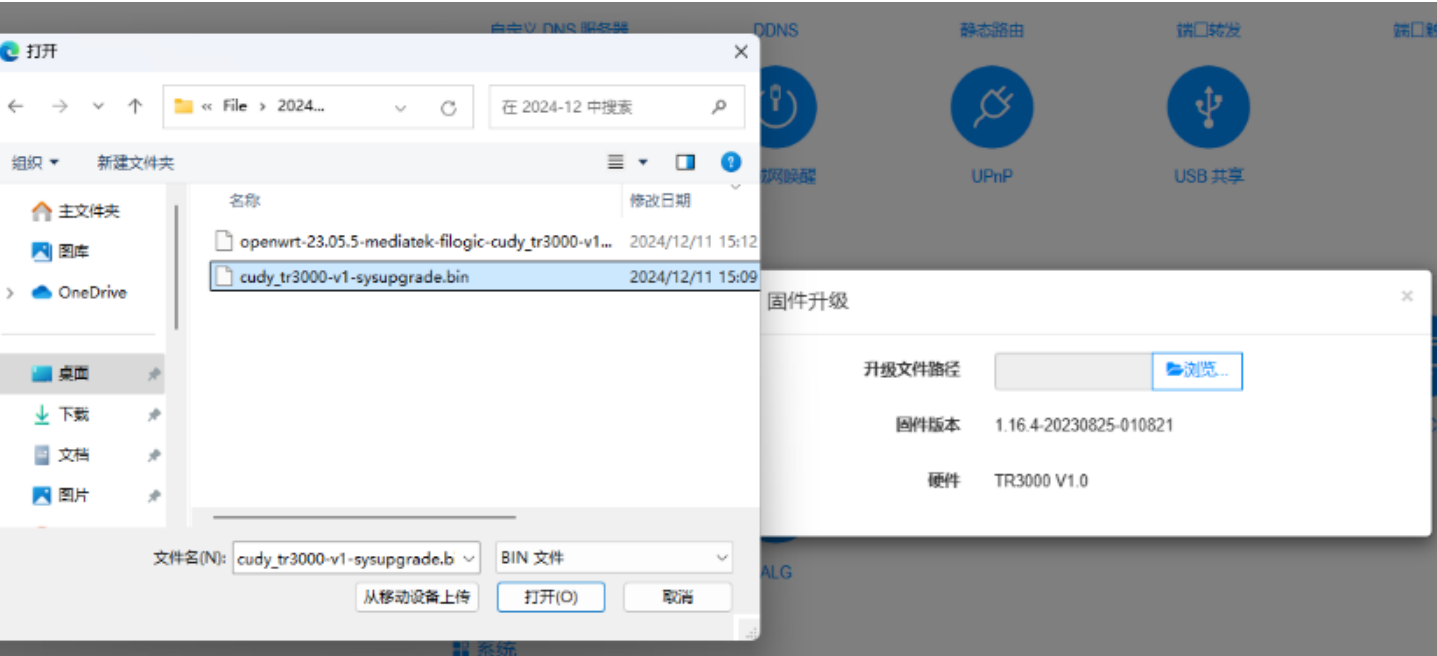 自定义 DNS 服务器
DDNS
静态路由
端口转发
打开
« File › 2024...
在 2024-12 中搜索
组织
新建文件夹
UPnP
USB 共享
名称
修改日期
主文件夹
图库
OneDrive
桌面
下载
文档
图片
openwrt-23.05.5-mediatek-filogic-cudy_tr3000-v1...
2024/12/11 15:12
cudy_tr3000-v1-sysupgrade.bin
2024/12/11 15:09
固件升级
升级文件路径
浏览...
固件版本
1.16.4-20230825-010821
硬件
TR3000 V1.0
文件名(N):
cudy_tr3000-v1-sysupgrade.b
BIN 文件
从移动设备上传
打开(O)
取消
ALG
系统